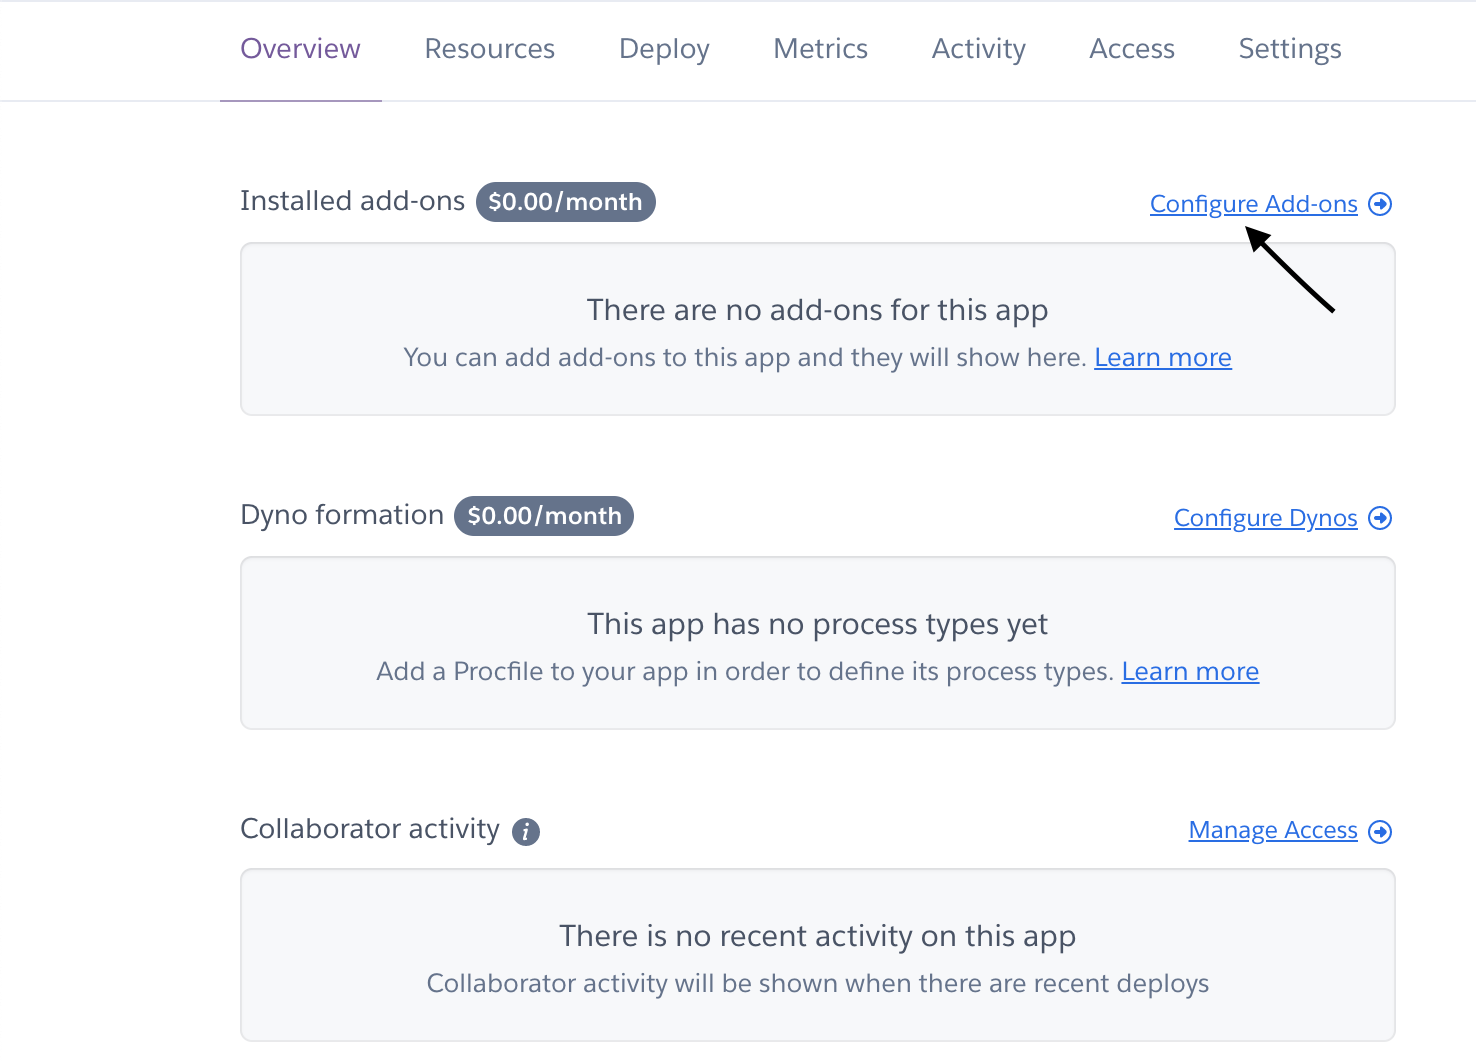 Overview Resources Deploy Metrics Activity Access Settings
Installed add-ons $0.00/month Configure Add-ons
There are no add-ons for this app
You can add add-ons to this app and they will show here. Learn more
Dyno formation $0.00/month Configure Dynos
This app has no process types yet
Add a Procfile to your app in order to define its process types. Learn more
Collaborator activity i Manage Access
There is no recent activity on this app
Collaborator activity will be shown when there are recent deploys